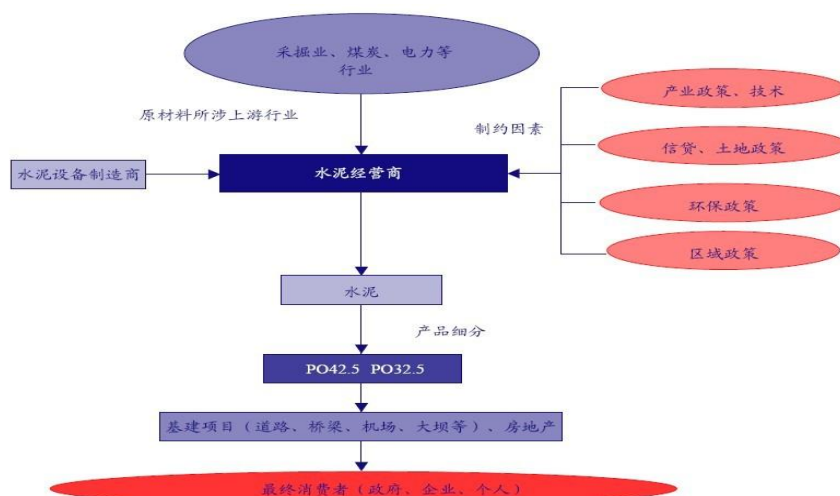 采掘业、煤炭、电力等
行业
产业政策、技术
原材料所涉上游行业
制约因素
信贷、土地政策
水泥设备制造商
水泥经营商
环保政策
区域政策
水泥
产品细分
PO42.5 PO32.5
基建项目（道路、桥梁、机场、大坝等）、房地产
最终消费者（政府、企业、个人）